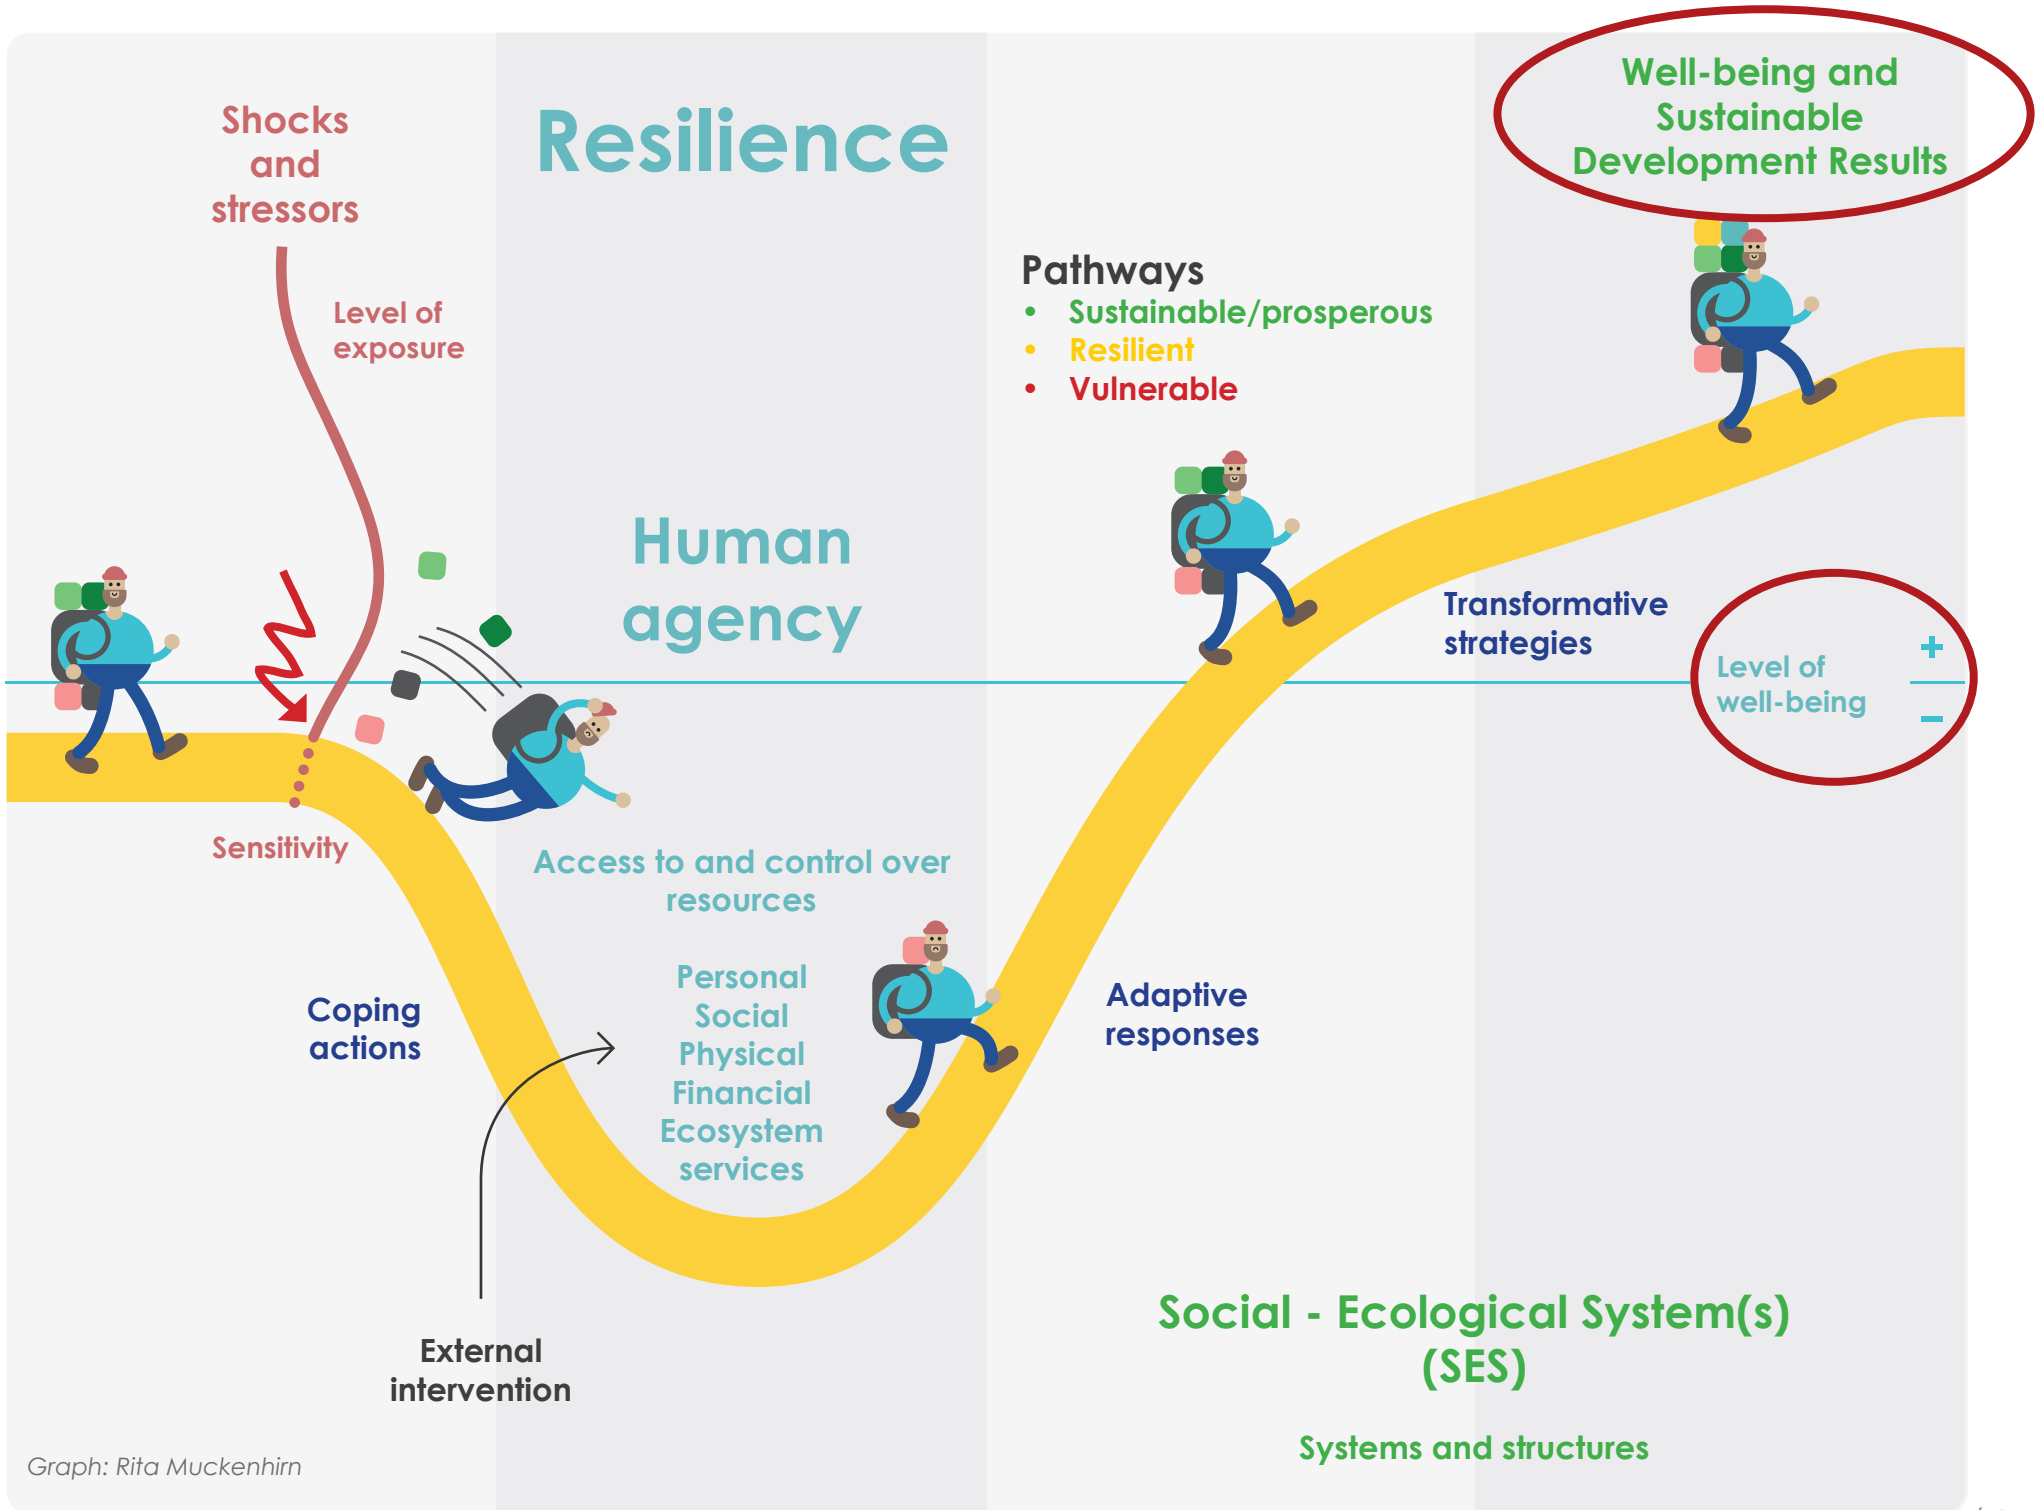 Shocks
and
stressors
Level of
exposure
Sensitivity
Coping
actions
External
intervention
Graph: Rita Muckenhirn
Resilience
Human
agency
Access to and control over
resources
Personal
Social
Physical
Financial
Ecosystem
services
Pathways
• Sustainable/prosperous
• Resilient
• Vulnerable
Adaptive
responses
Transformative
strategies
Well-being and
Sustainable
Development Results
Level of
well-being
+
−
Social - Ecological System(s)
(SES)
Systems and structures